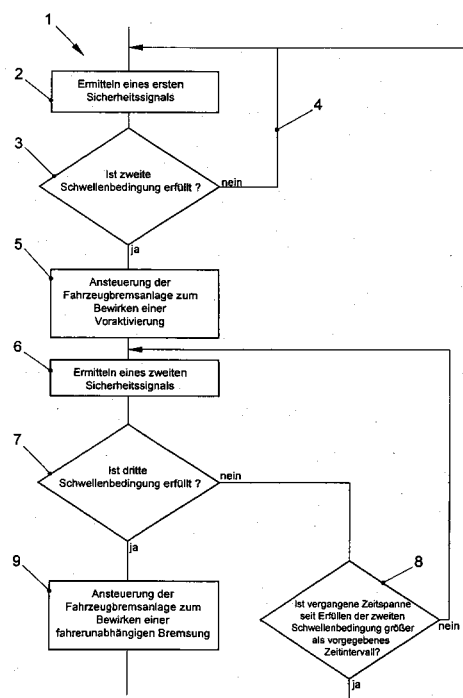 1
2
Ermitteln eines ersten
Sicherheitssignals
3
4
Ist zweite
Schwellenbedingung erfüllt ?
nein
ja
5
Ansteuerung der
Fahrzeugbremsanlage zum
Bewirken einer
Voraktivierung
6
Ermitteln eines zweiten
Sicherheitssignals
7
Ist dritte
Schwellenbedingung erfüllt ?
nein
ja
8
9
Ansteuerung der
Fahrzeugbremsanlage zum
Bewirken einer
fahrerunabhängigen Bremsung
Ist vergangene Zeitspanne
seit Erfüllen der zweiten
Schwellenbedingung größer
als vorgegebenes
Zeitintervall?
nein
ja